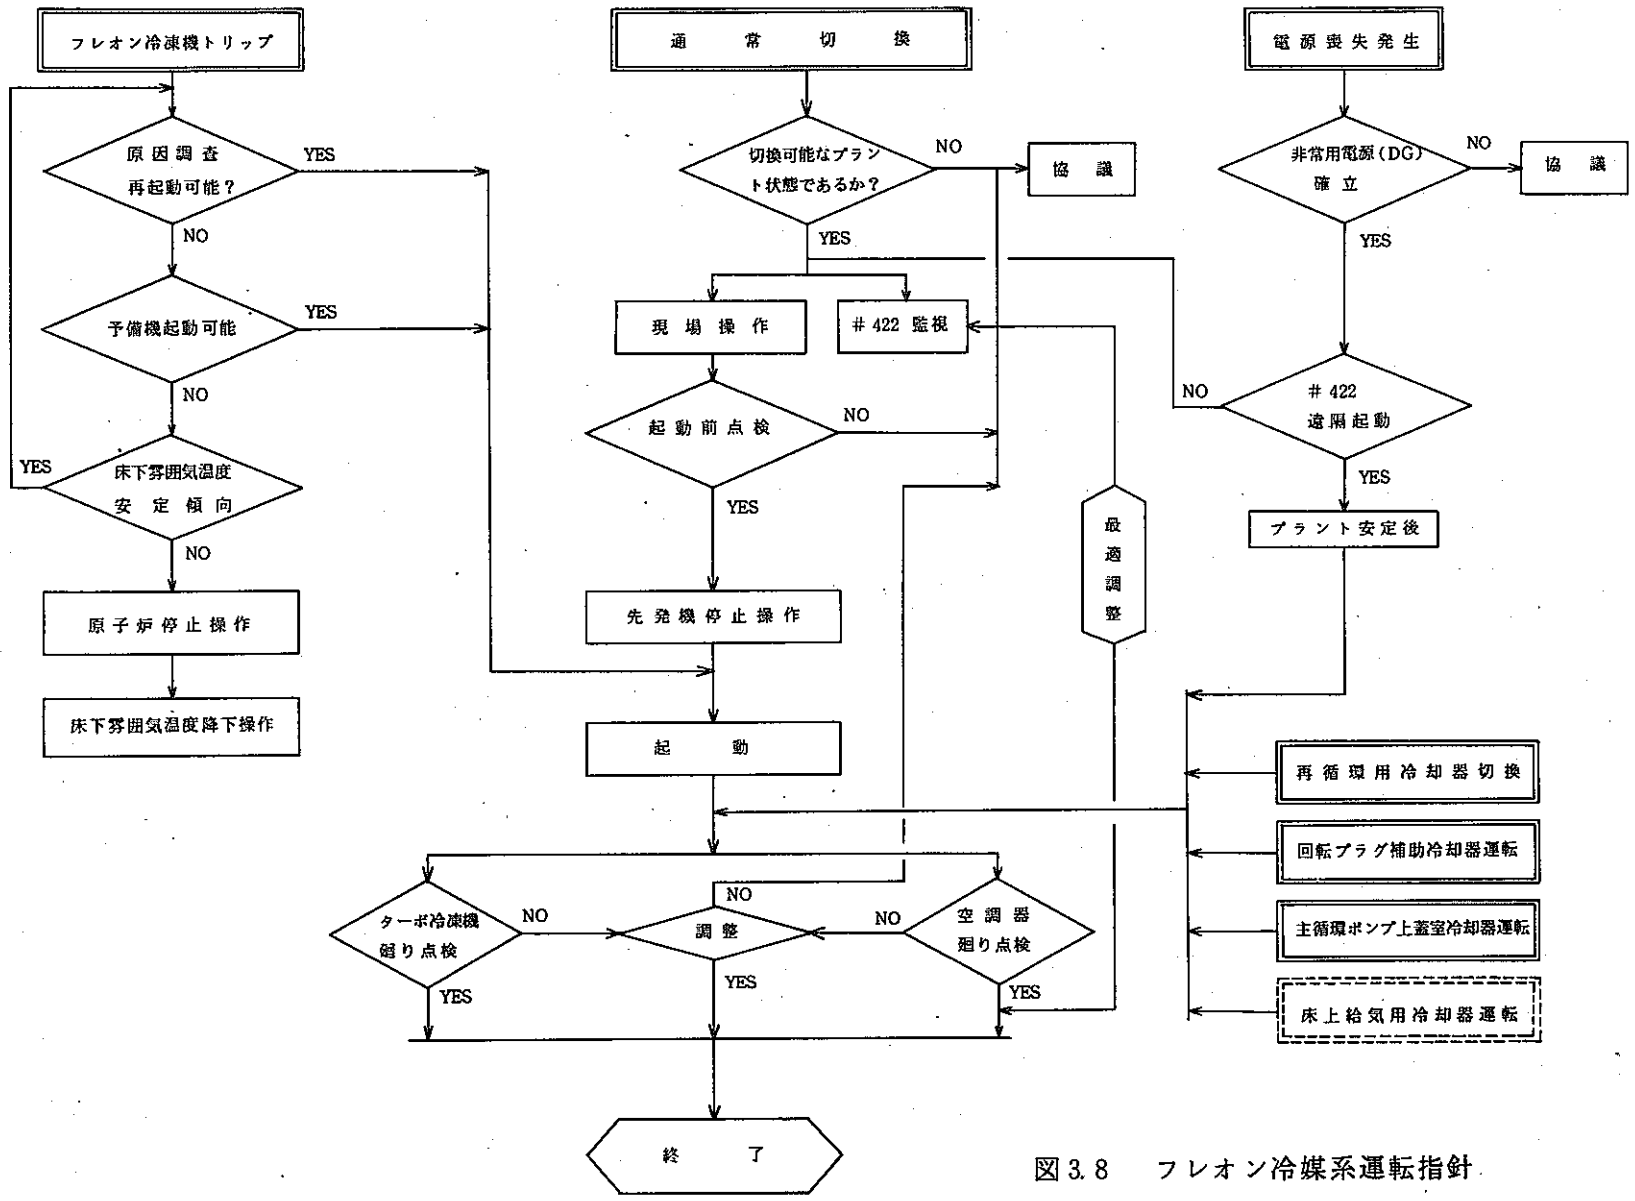 フレオン冷凍機トリップ
原因調査
再起動可能?
YES
NO
予備機起動可能
YES
NO
床下雰囲気温度
安定傾向
YES
NO
原子炉停止操作
床下雰囲気温度降下操作
通常切換
切換可能なプラン
ト状態であるか?
NO
協議
YES
現場操作
#422監視
起動前点検
NO
YES
先発機停止操作
起動
ターボ冷凍機
廻り点検
NO
YES
調整
NO
YES
空調器
廻り点検
NO
YES
最適調整
終了
電源喪失発生
非常用電源(DG)
確立
NO
協議
YES
#422
遠隔起動
NO
YES
プラント安定後
再循環用冷却器切換
回転プラグ補助冷却器運転
主循環ポンプ上蓋室冷却器運転
床上給気用冷却器運転
図3.8 フレオン冷媒系運転指針